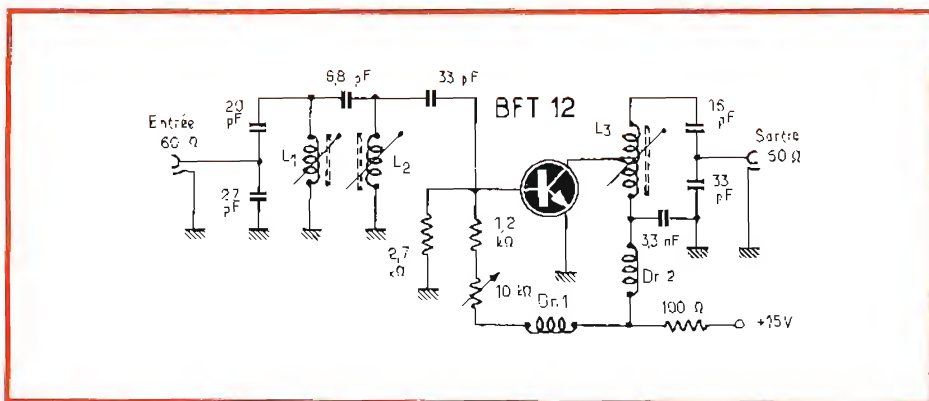 6,8 pF
33 pF
BFT 12
20 pF
Entrée
60 Ω
27 pF
L1
L2
L3
15 pF
Sortie
50 Ω
33 pF
2,7 kΩ
1,2 kΩ
3,3 nF
10 kΩ
Dr.1
Dr 2
100 Ω
+15V